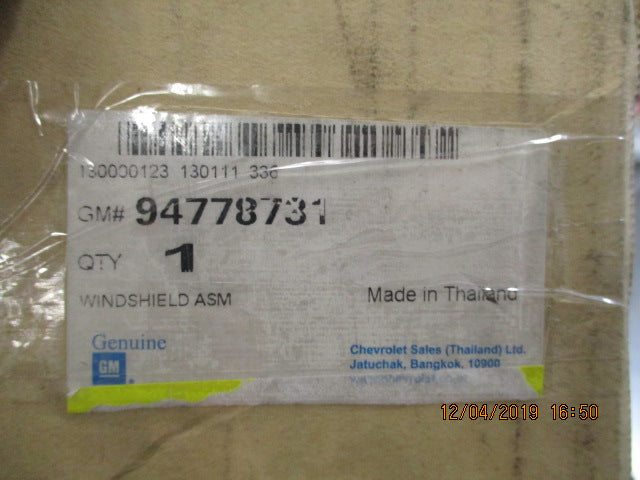 130000123 130111 336
GM# 94778731
QTY 1
WINDSHIELD ASM
Made in Thailand
Genuine
GM
Chevrolet Sales (Thailand) Ltd.
Jatuchak, Bangkok, 10900
12/04/2019 16:50